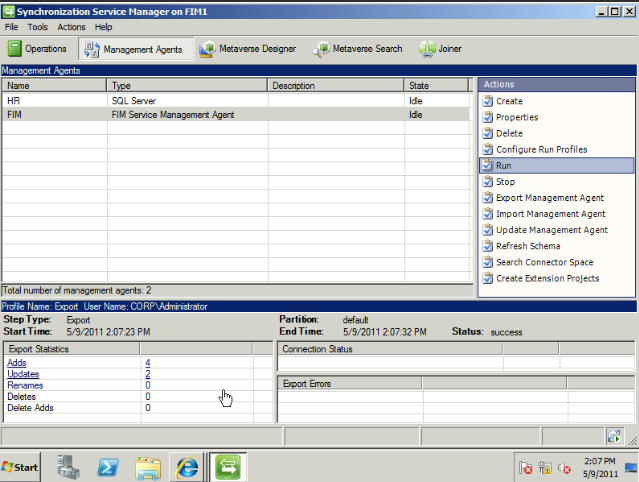 Synchronization Service Manager on FIM1
File Tools Actions Help
Operations Management Agents Metaverse Designer Metaverse Search Joiner
Management Agents
Name Type Description State
HR SQL Server Idle
FIM FIM Service Management Agent Idle
Total number of management agents: 2
Actions
Create
Properties
Delete
Configure Run Profiles
Run
Stop
Export Management Agent
Import Management Agent
Update Management Agent
Refresh Schema
Search Connector Space
Create Extension Projects
Profile Name: Export User Name: CORP\Administrator
Step Type: Export Partition: default
Start Time: 5/9/2011 2:07:23 PM End Time: 5/9/2011 2:07:32 PM Status: success
Export Statistics
Adds 4
Updates 2
Renames 0
Deletes 0
Delete Adds 0
Connection Status
Export Errors
Start
2:07 PM
5/9/2011